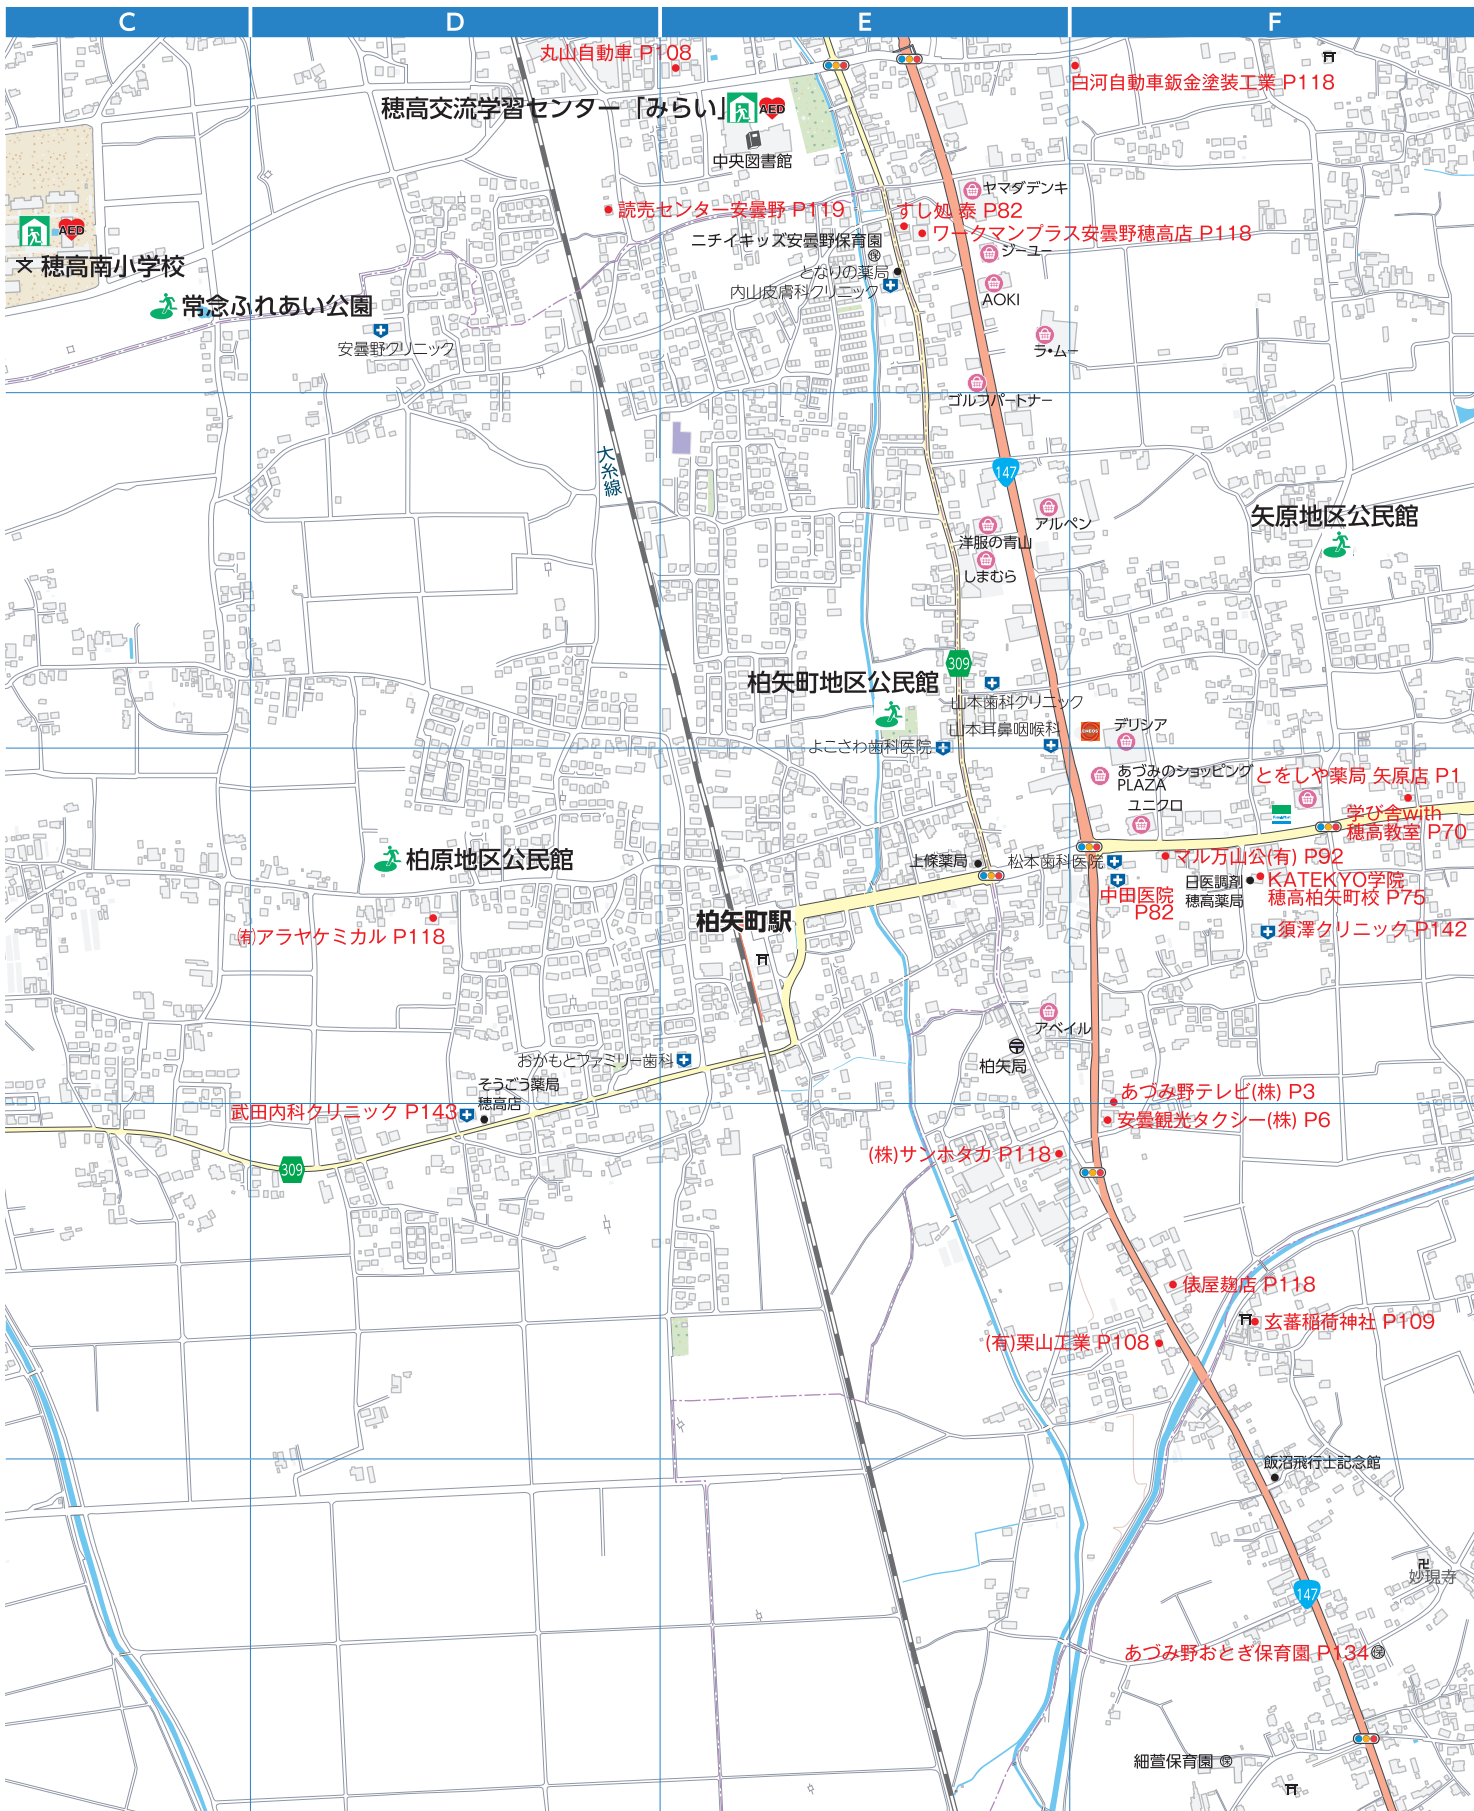 C
D
E
F
丸山自動車 P108
白河自動車鈑金塗装工業 P118
穂高交流学習センター「みらい」
AED
中央図書館
ヤマダデンキ
読売センター安曇野 P119
すし処 泰 P82
ワークマンプラス安曇野穂高店 P118
AED
ニチイキッズ安曇野保育園
保
ジーユー
穂高南小学校
となりの薬局
内山皮膚科クリニック
AOKI
常念ふれあい公園
安曇野クリニック
ラ・ムー
ゴルフパートナー
大糸線
147
アルペン
矢原地区公民館
洋服の青山
しまむら
309
柏矢町地区公民館
山本歯科クリニック
山本耳鼻咽喉科
ENEOS
デリシア
よこさわ歯科医院
あづみのショッピング
PLAZA
とをしや薬局 矢原店 P1
ユニクロ
FamilyMart
学び舎with
穂高教室 P70
柏原地区公民館
上條薬局
松本歯科医院
マルカ山公(有) P92
日医調剤
穂高薬局
KATEKYO学院
穂高柏矢町校 P75
中田医院
P82
柏矢町駅
(有)アラヤケミカル P118
須澤クリニック P142
アベイル
柏矢局
おかもとファミリー歯科
そうごう薬局
穂高店
武田内科クリニック P143
あづみ野テレビ(株) P3
安曇観光タクシー(株) P6
309
(株)サンホタカ P118
俵屋麹店 P118
玄蕃稲荷神社 P109
(有)栗山工業 P108
飯沼飛行士記念館
妙現寺
147
あづみ野おとぎ保育園 P134
保
細萱保育園
保